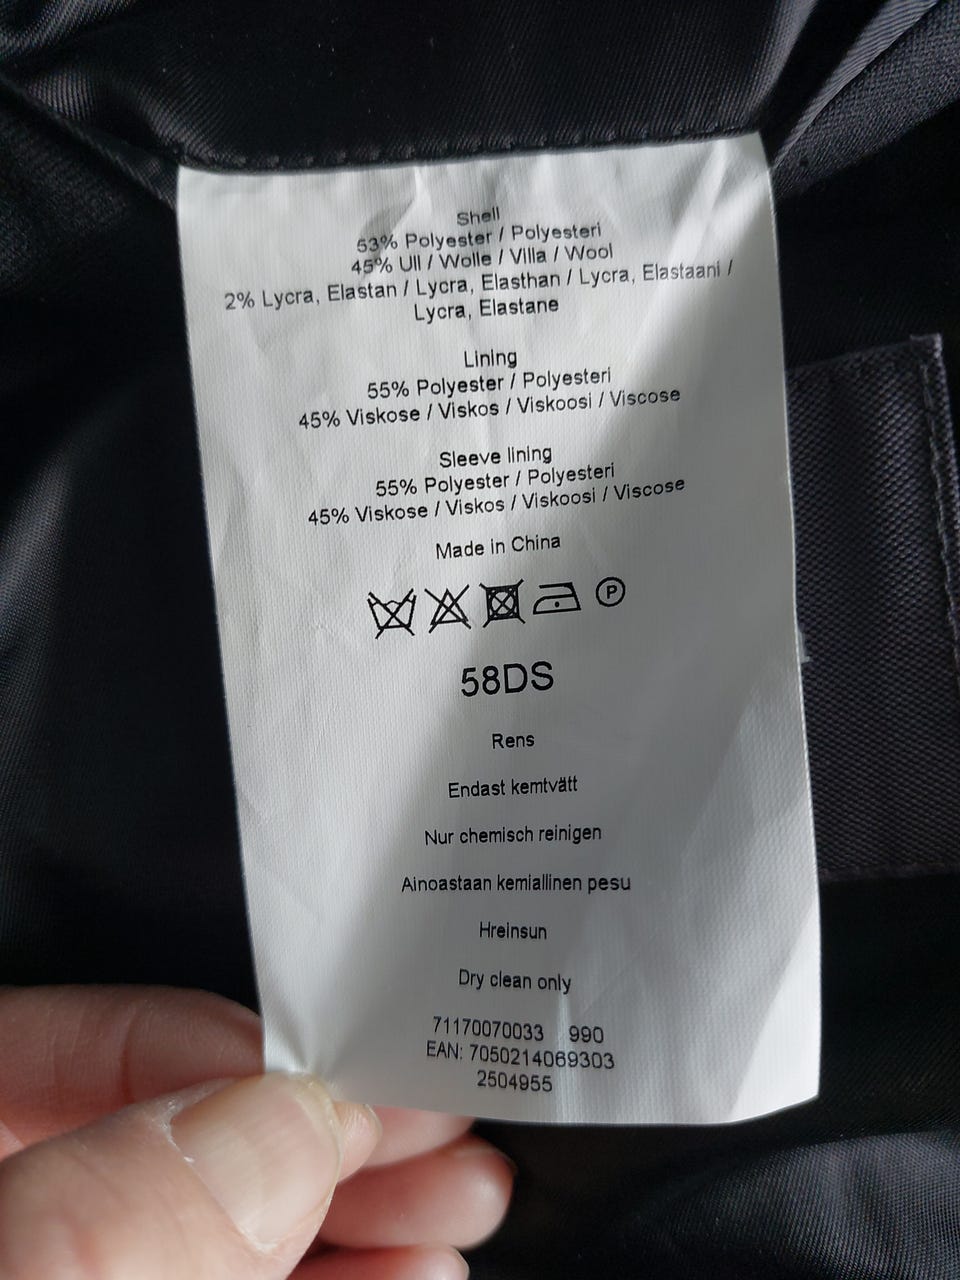 Shell
53% Polyester / Polyesteri
45% Ull / Wolle / Villa / Wool
2% Lycra, Elastan / Lycra, Elasthan / Lycra, Elastaani /
Lycra, Elastane
Lining
55% Polyester / Polyesteri
45% Viskose / Viskos / Viskoosi / Viscose
Sleeve lining
55% Polyester / Polyesteri
45% Viskose / Viskos / Viskoosi / Viscose
Made in China
P
58DS
Rens
Endast kemtvätt
Nur chemisch reinigen
Ainoastaan kemiallinen pesu
Hreinsun
Dry clean only
71170070033 990
EAN: 7050214069303
2504955